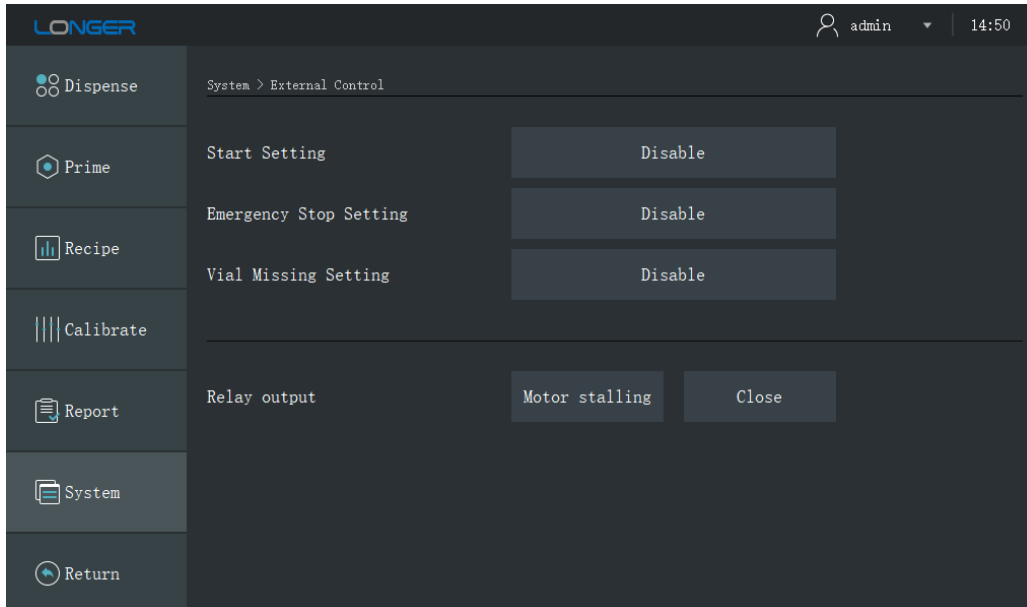 LONGER
admin
14:50
Dispense
Prime
Recipe
Calibrate
Report
System
Return
System > External Control
Start Setting Disable
Emergency Stop Setting Disable
Vial Missing Setting Disable
Relay output Motor stalling Close